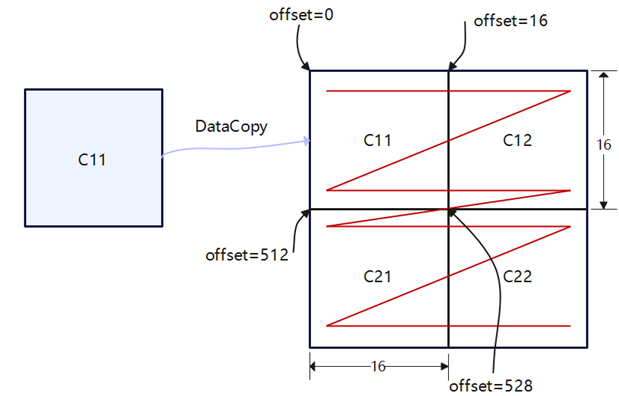 offset=0
offset=16
DataCopy
C11
C11
C12
16
offset=512
C21
C22
16
offset=528